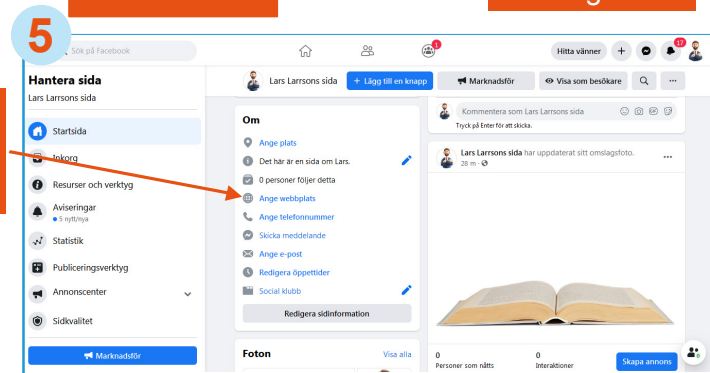 5
Sök på Facebook
1
Hitta vänner
17
Hantera sida
Lars Larrsons sida
Lars Larrsons sida
+ Lägg till en knapp
Marknadsför
Visa som besökare
Startsida
Inkorg
Resurser och verktyg
Aviseringar
5 nytt/nya
Statistik
Publiceringsverktyg
Annonscenter
Sidkvalitet
Marknadsför
Om
Ange plats
Det här är en sida om Lars.
0 personer följer detta
Ange webbplats
Ange telefonnummer
Skicka meddelande
Ange e-post
Redigera öppettider
Social klubb
Redigera sidinformation
Foton
Visa alla
Kommentera som Lars Larrsons sida
Tryck på Enter för att skicka.
Lars Larrsons sida har uppdaterat sitt omslagsfoto.
28 m ·
0
Personer som nåtts
0
Interaktioner
Skapa annons